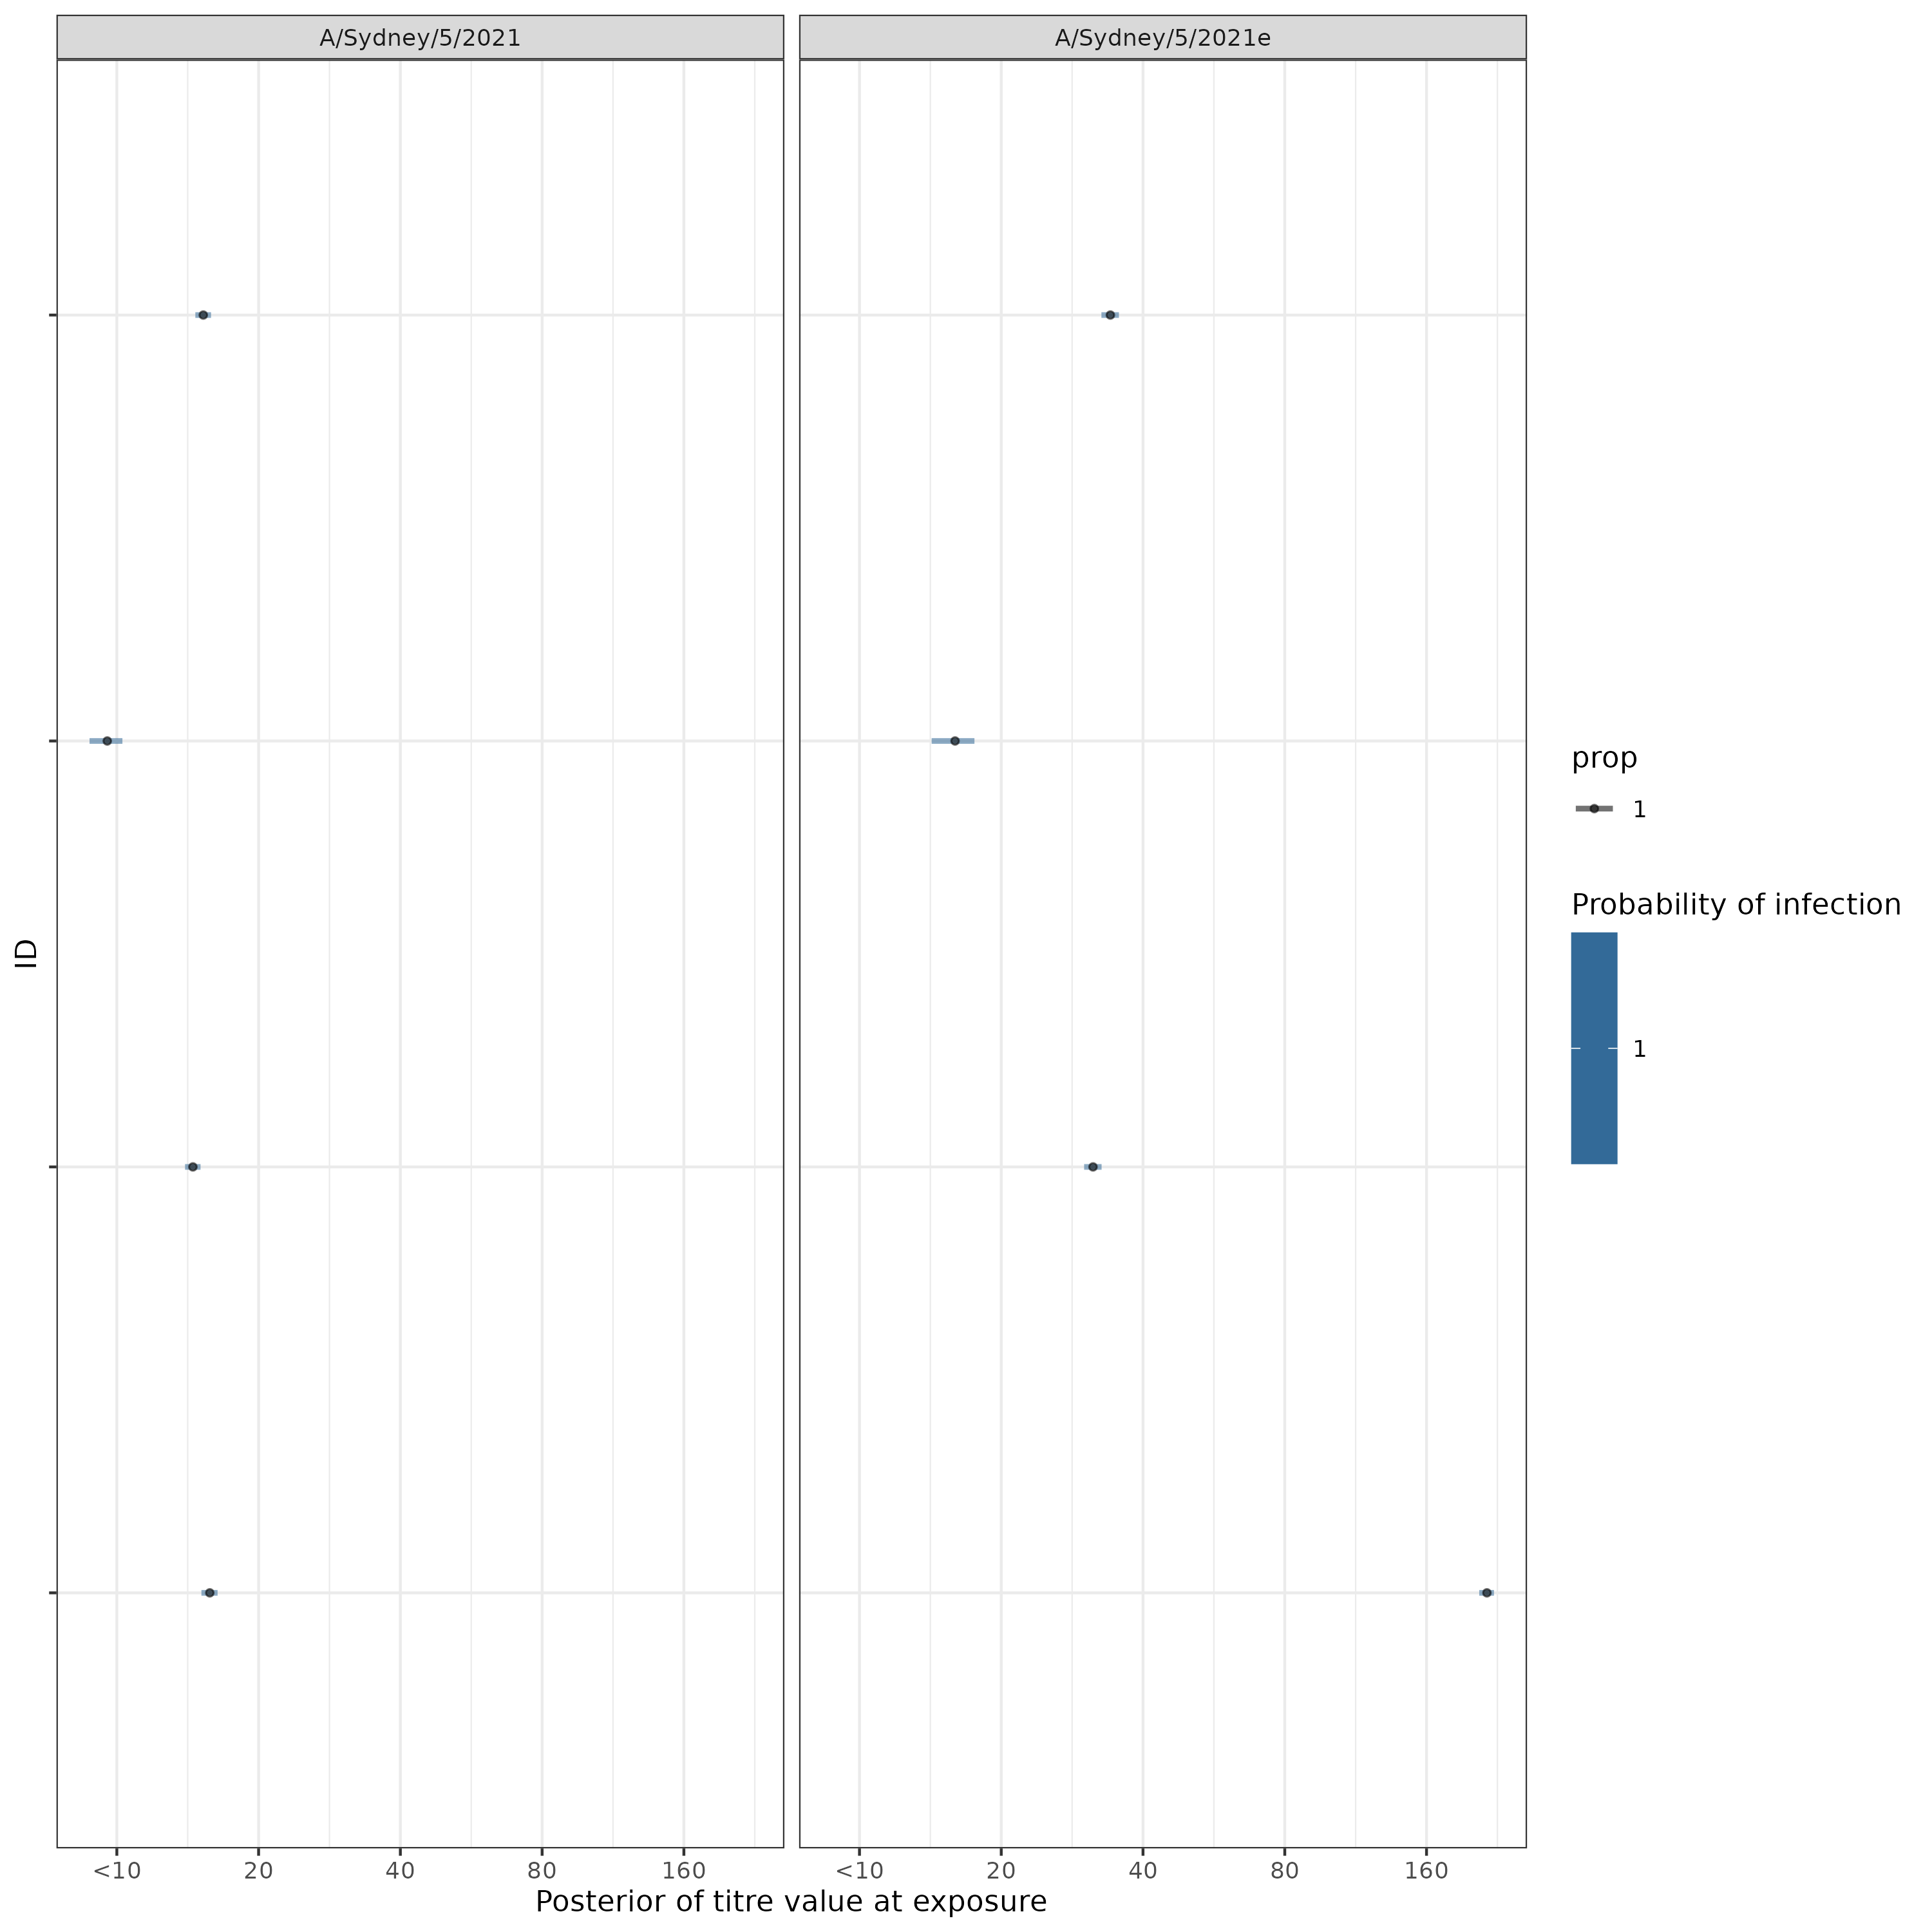 A/Sydney/5/2021
A/Sydney/5/2021e
ID
prop
1
Probability of infection
1
<10 20 40 80 160
<10 20 40 80 160
Posterior of titre value at exposure